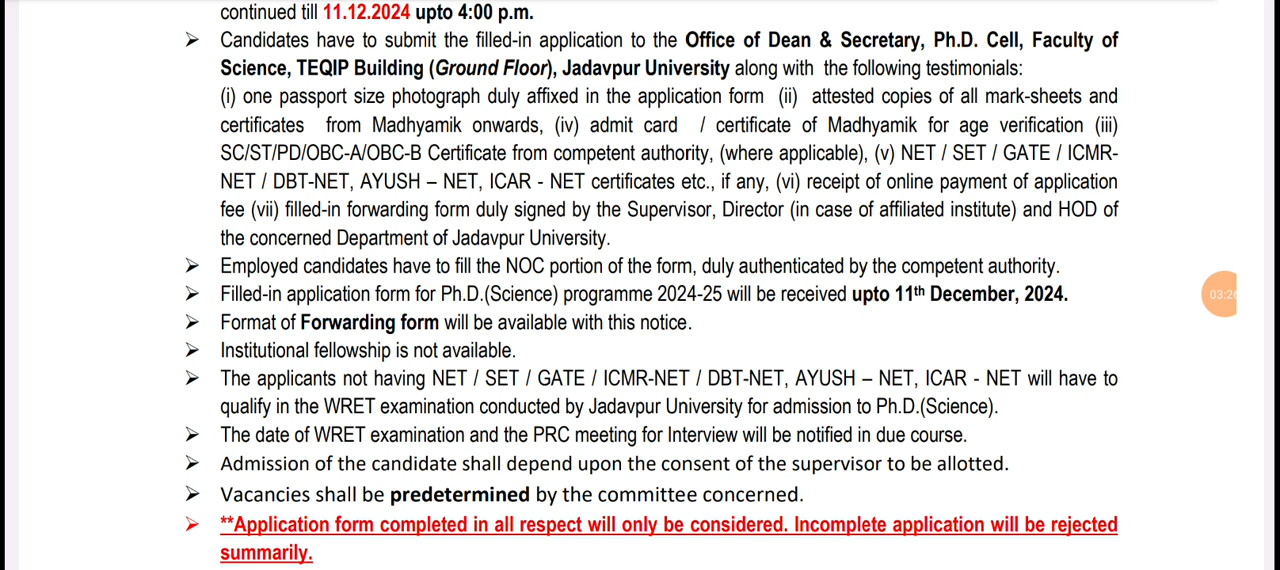 continued till 11.12.2024 upto 4:00 p.m.
➢ Candidates have to submit the filled-in application to the Office of Dean & Secretary, Ph.D. Cell, Faculty of
Science, TEQIP Building (Ground Floor), Jadavpur University along with the following testimonials:
(i) one passport size photograph duly affixed in the application form (ii) attested copies of all mark-sheets and
certificates from Madhyamik onwards, (iv) admit card / certificate of Madhyamik for age verification (iii)
SC/ST/PD/OBC-A/OBC-B Certificate from competent authority, (where applicable), (v) NET / SET / GATE / ICMR-
NET / DBT-NET, AYUSH – NET, ICAR - NET certificates etc., if any, (vi) receipt of online payment of application
fee (vii) filled-in forwarding form duly signed by the Supervisor, Director (in case of affiliated institute) and HOD of
the concerned Department of Jadavpur University.
➢ Employed candidates have to fill the NOC portion of the form, duly authenticated by the competent authority.
➢ Filled-in application form for Ph.D.(Science) programme 2024-25 will be received upto 11th December, 2024.
03:26
➢ Format of Forwarding form will be available with this notice.
➢ Institutional fellowship is not available.
➢ The applicants not having NET / SET / GATE / ICMR-NET / DBT-NET, AYUSH – NET, ICAR - NET will have to
qualify in the WRET examination conducted by Jadavpur University for admission to Ph.D.(Science).
➢ The date of WRET examination and the PRC meeting for Interview will be notified in due course.
➢ Admission of the candidate shall depend upon the consent of the supervisor to be allotted.
➢ Vacancies shall be predetermined by the committee concerned.
➢ **Application form completed in all respect will only be considered. Incomplete application will be rejected
summarily.